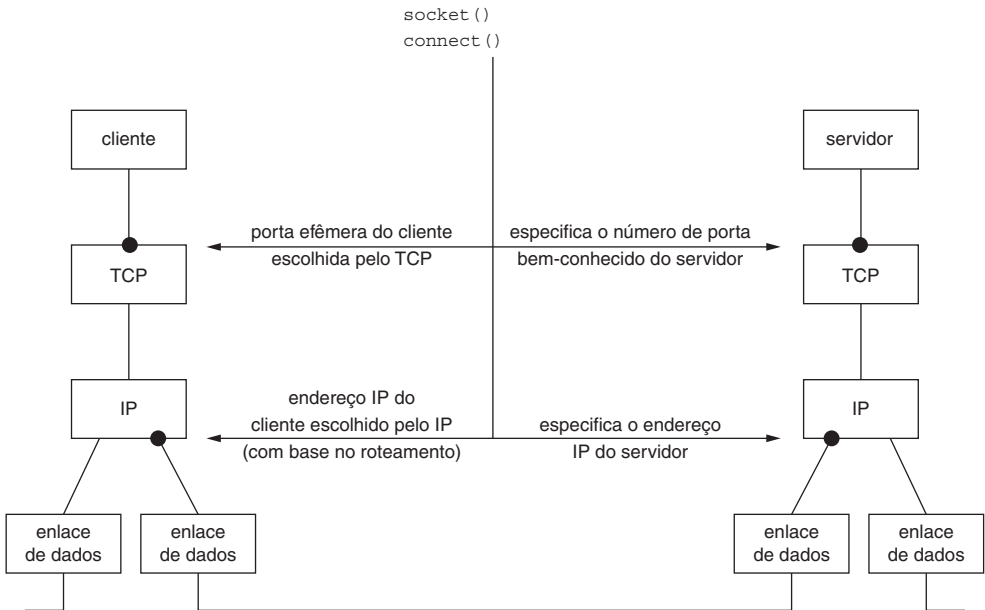 socket()
connect()
cliente
servidor
porta efêmera do cliente
escolhida pelo TCP
especifica o número de porta
bem-conhecido do servidor
TCP
TCP
IP
endereço IP do
cliente escolhido pelo IP
(com base no roteamento)
especifica o endereço
IP do servidor
IP
enlace
de dados
enlace
de dados
enlace
de dados
enlace
de dados